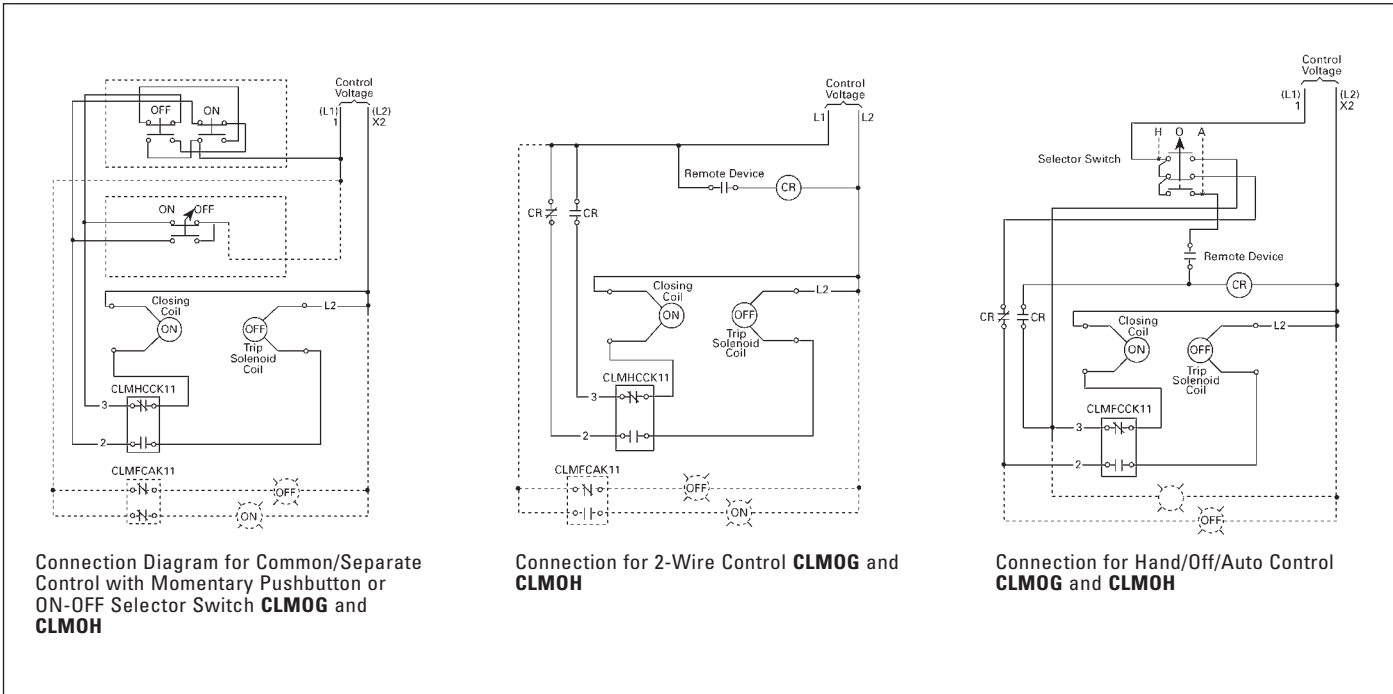 Control
Voltage
(L1)
1
(L2)
X2
OFF
ON
ON
OFF
Closing
Coil
ON
OFF
L2
Trip
Solenoid
Coil
CLMHCCK11
3
2
CLMFCAK11
OFF
ON
Connection Diagram for Common/Separate
Control with Momentary Pushbutton or
ON-OFF Selector Switch CLMOG and
CLMOH
Control
Voltage
L1
L2
Remote Device
CR
CR
CR
Closing
Coil
ON
OFF
L2
Trip
Solenoid
Coil
CLMHCCK11
3
2
CLMFCAK11
OFF
ON
Connection for 2-Wire Control CLMOG and
CLMOH
Control
Voltage
(L1)
1
(L2)
X2
H O A
Selector Switch
Remote Device
CR
CR
CR
Closing
Coil
ON
OFF
L2
Trip
Solenoid
Coil
CLMFCCK11
3
2
OFF
Connection for Hand/Off/Auto Control
CLMOG and CLMOH